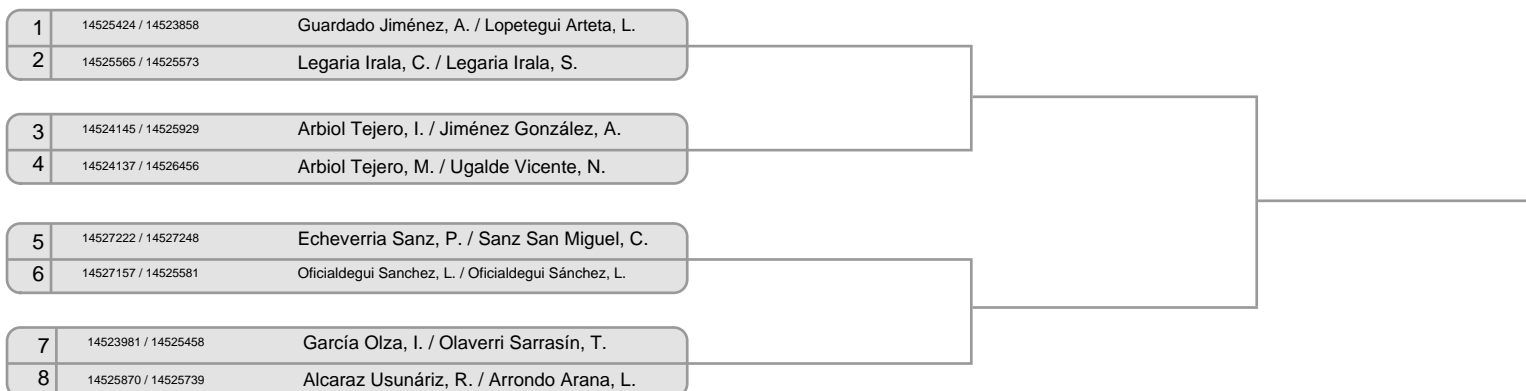 1 14525424 / 14523858 Guardado Jiménez, A. / Lopetegui Arteta, L.
2 14525565 / 14525573 Legaria Irala, C. / Legaria Irala, S.
3 14524145 / 14525929 Arbiol Tejero, I. / Jiménez González, A.
4 14524137 / 14526456 Arbiol Tejero, M. / Ugalde Vicente, N.
5 14527222 / 14527248 Echeverria Sanz, P. / Sanz San Miguel, C.
6 14527157 / 14525581 Oficialdegui Sanchez, L. / Oficialdegui Sánchez, L.
7 14523981 / 14525458 García Olza, I. / Olaverri Sarrasín, T.
8 14525870 / 14525739 Alcaraz Usunáriz, R. / Arrondo Arana, L.